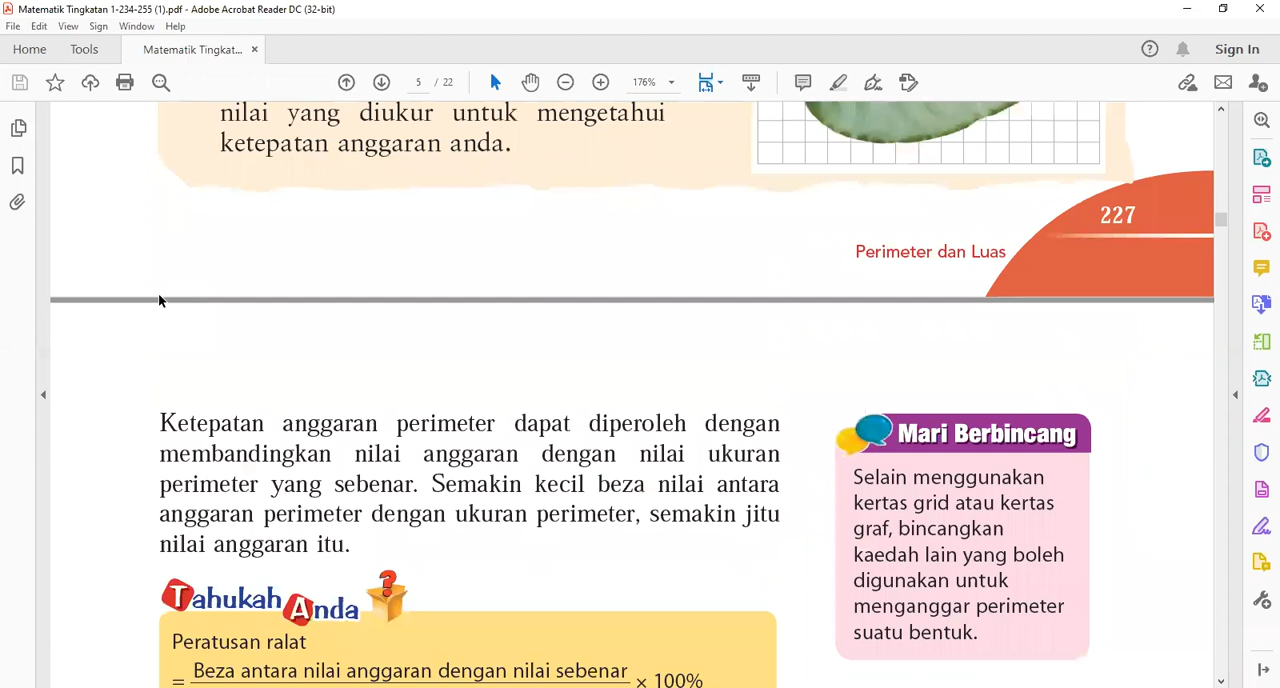 Matematik Tingkatan 1-234-255 (1).pdf - Adobe Acrobat Reader DC (32-bit)
File Edit View Sign Window Help
Home Tools Matematik Tingkat... × Sign In
5 / 22 176%
nilai yang diukur untuk mengetahui
ketepatan anggaran anda.
227
Perimeter dan Luas
Ketepatan anggaran perimeter dapat diperoleh dengan
membandingkan nilai anggaran dengan nilai ukuran
perimeter yang sebenar. Semakin kecil beza nilai antara
anggaran perimeter dengan ukuran perimeter, semakin jitu
nilai anggaran itu.
Mari Berbincang
Selain menggunakan
kertas grid atau kertas
graf, bincangkan
kaedah lain yang boleh
digunakan untuk
menganggar perimeter
suatu bentuk.
Tahukah Anda ?
Peratusan ralat
= Beza antara nilai anggaran dengan nilai sebenar × 100%